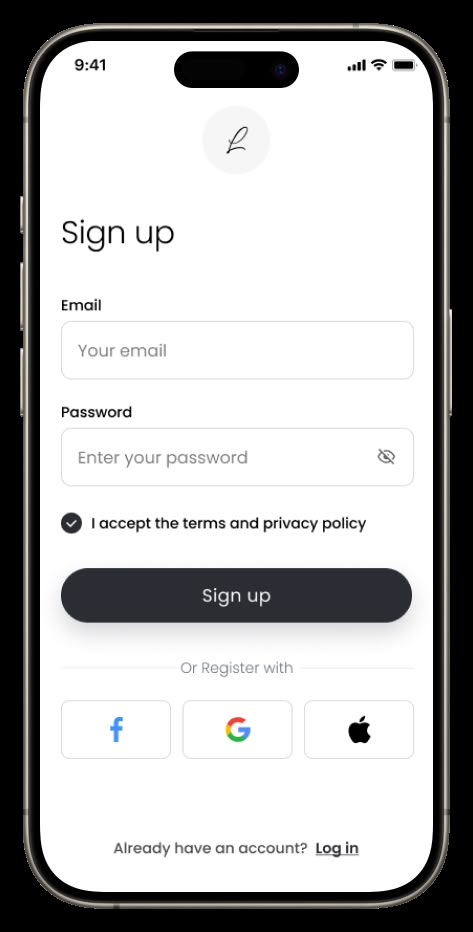 9:41
Sign up
Email
Your email
Password
Enter your password
I accept the terms and privacy policy
Sign up
Or Register with
Already have an account? Log in